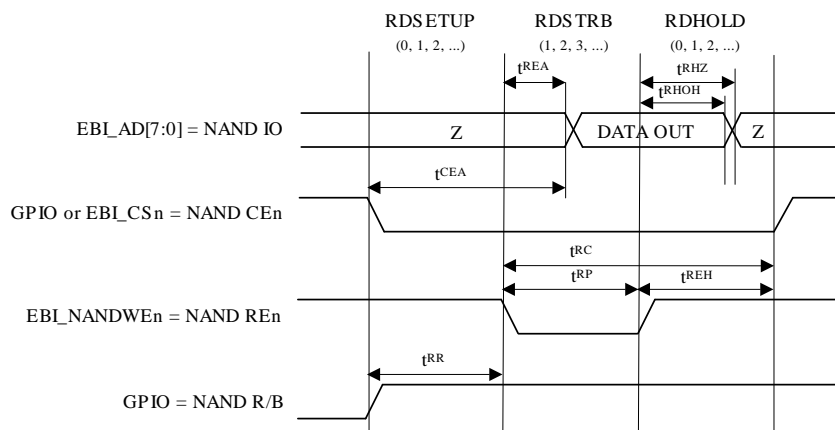 RDSETUP RDSTRB RDHOLD
(0, 1, 2, ...) (1, 2, 3, ...) (0, 1, 2, ...)
tREA tRHZ
tRHOH
EBI_AD[7:0] = NAND IO Z DATA OUT Z
tCEA
GPIO or EBI_CSn = NAND CEn
tRC
tRP tREH
EBI_NANDWEn = NAND REn
tRR
GPIO = NAND R/B